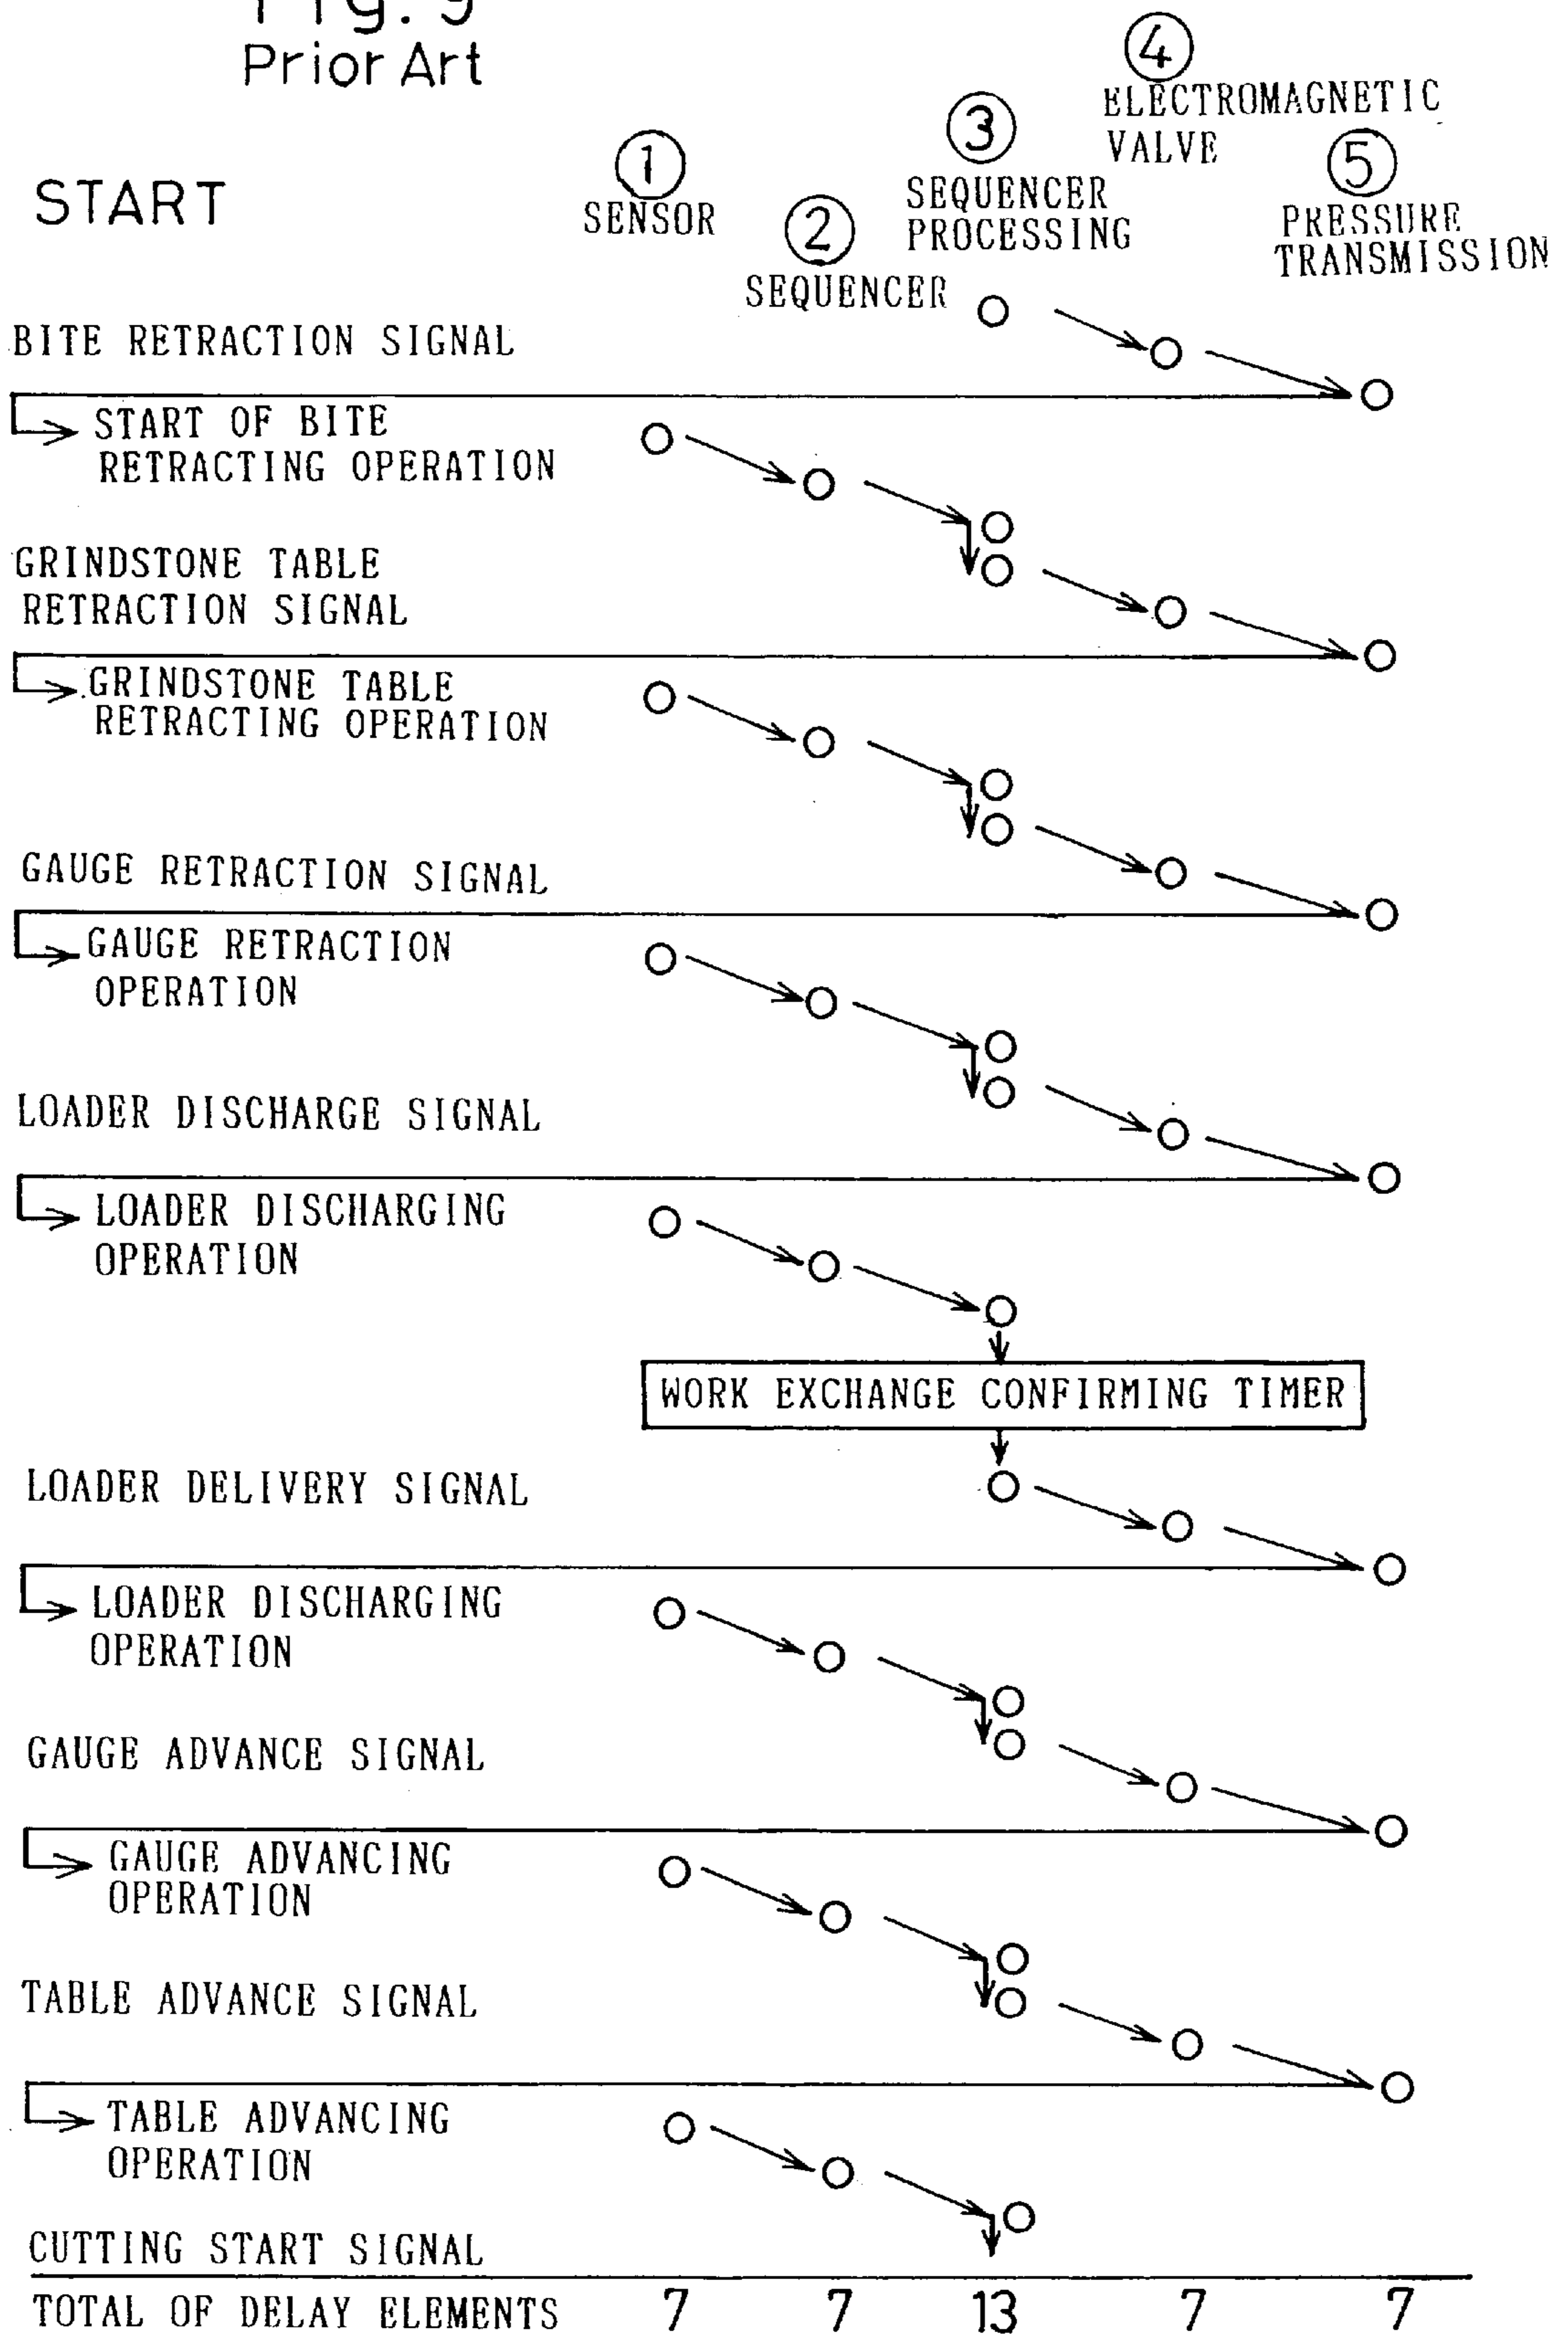 Fig. 9
Prior Art
START
① SENSOR
② SEQUENCER
③ SEQUENCER
PROCESSING
④ ELECTROMAGNETIC
VALVE
⑤ PRESSURE
TRANSMISSION
BITE RETRACTION SIGNAL
START OF BITE
RETRACTING OPERATION
GRINDSTONE TABLE
RETRACTION SIGNAL
GRINDSTONE TABLE
RETRACTING OPERATION
GAUGE RETRACTION SIGNAL
GAUGE RETRACTION
OPERATION
LOADER DISCHARGE SIGNAL
LOADER DISCHARGING
OPERATION
WORK EXCHANGE CONFIRMING TIMER
LOADER DELIVERY SIGNAL
LOADER DISCHARGING
OPERATION
GAUGE ADVANCE SIGNAL
GAUGE ADVANCING
OPERATION
TABLE ADVANCE SIGNAL
TABLE ADVANCING
OPERATION
CUTTING START SIGNAL
TOTAL OF DELAY ELEMENTS 7 7 13 7 7